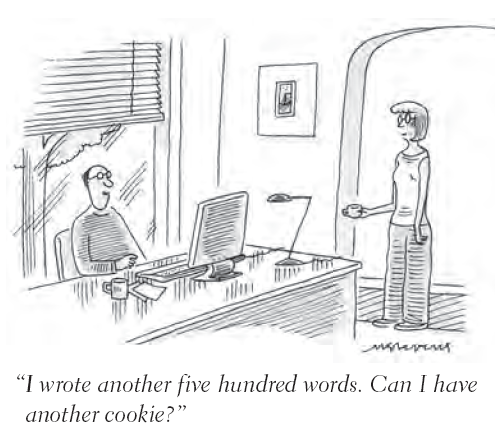 “I wrote another five hundred words. Can I have
another cookie?”